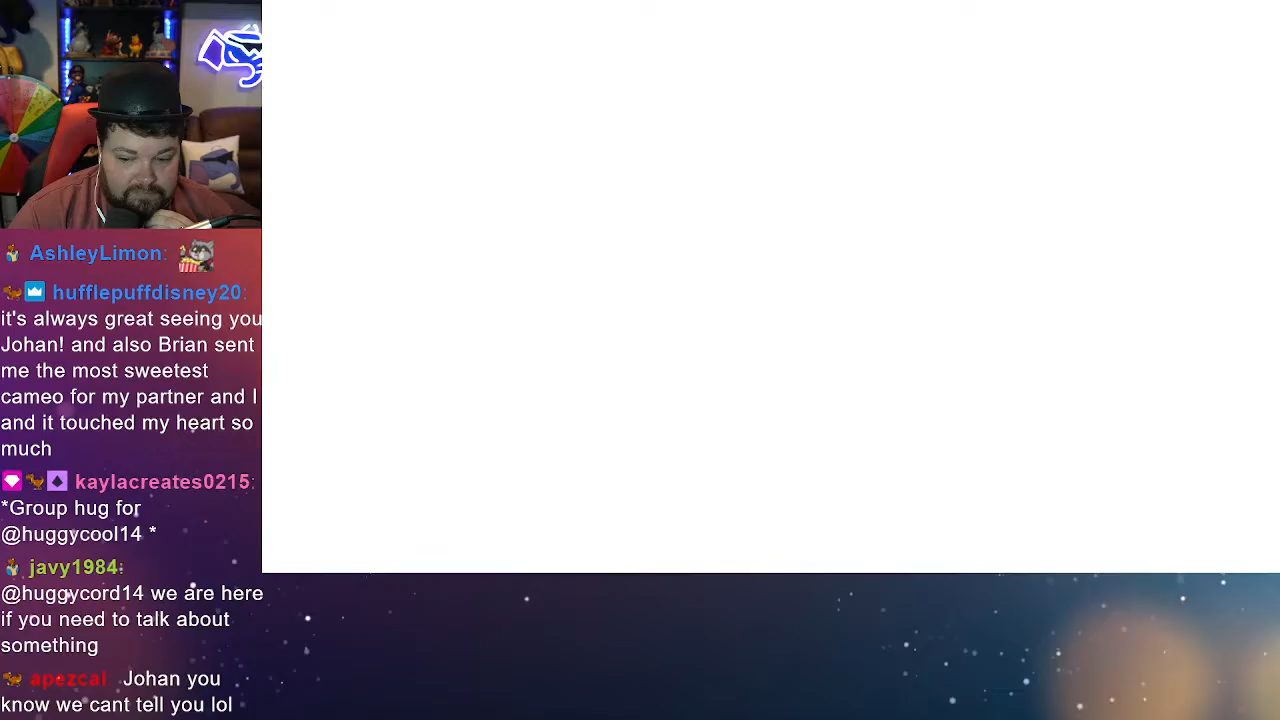 AshleyLimon:
hufflepuffdisney20:
it's always great seeing you
Johan! and also Brian sent
me the most sweetest
cameo for my partner and I
and it touched my heart so
much
kaylacreates0215:
*Group hug for
@huggycool14 *
javy1984:
@huggycord14 we are here
if you need to talk about
something
apezcal: Johan you
know we cant tell you lol